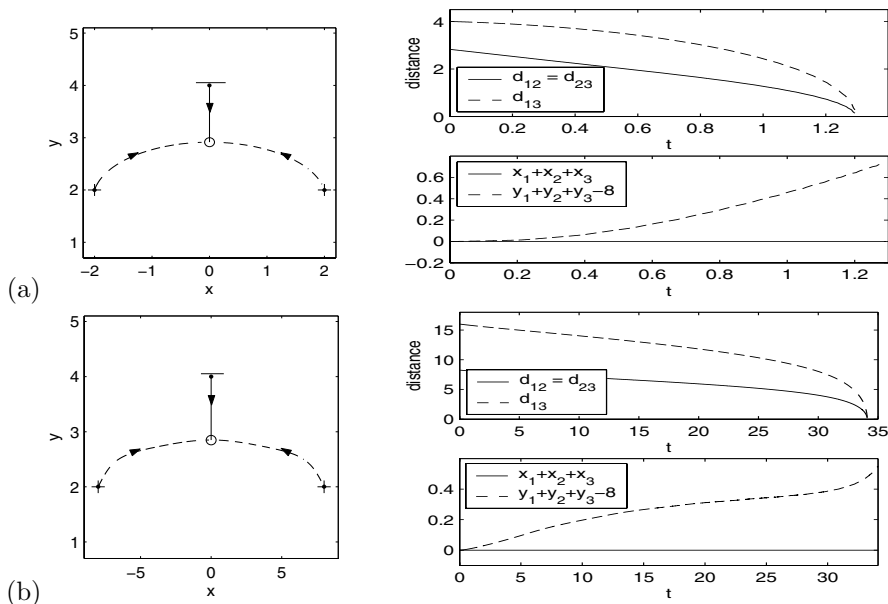 5
4
3
2
1
y
−2 −1 0 1 2
x
(a)
4
2
0
distance
d12 = d23
d13
0 0.2 0.4 0.6 0.8 1 1.2
t
0.6
0.4
0.2
0
−0.2
x1+x2+x3
y1+y2+y3−8
0 0.2 0.4 0.6 0.8 1 1.2
t
5
4
3
2
1
y
−5 0 5
x
(b)
15
10
5
0
distance
d12 = d23
d13
0 5 10 15 20 25 30 35
t
0.4
0.2
0
x1+x2+x3
y1+y2+y3−8
0 5 10 15 20 25 30
t